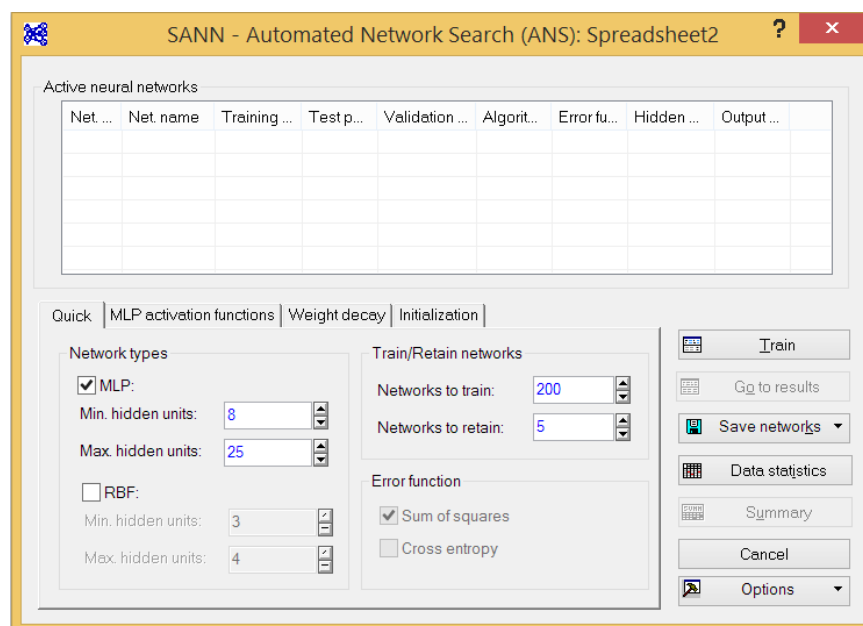 SANN - Automated Network Search (ANS): Spreadsheet2 ? x
Active neural networks
Net. ... Net. name Training ... Test p... Validation ... Algorit... Error fu... Hidden ... Output ...
Quick MLP activation functions Weight decay Initialization
Network types
MLP:
Min. hidden units: 8
Max. hidden units: 25
RBF:
Min. hidden units: 3
Max. hidden units: 4
Train/Retain networks
Networks to train: 200
Networks to retain: 5
Error function
Sum of squares
Cross entropy
Train
Go to results
Save networks
Data statistics
Summary
Cancel
Options